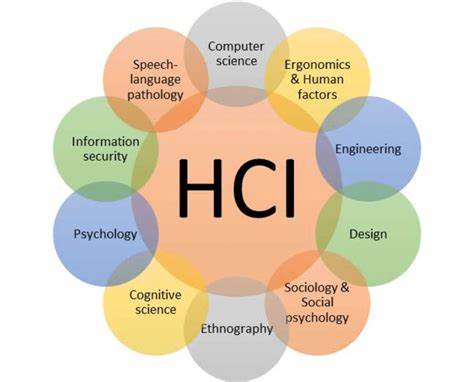 Computer
science
Ergonomics
& Human
factors
Engineering
Design
Sociology &
Social
psychology
Ethnography
Cognitive
science
Psychology
Information
security
Speech-
language
pathology
HCI